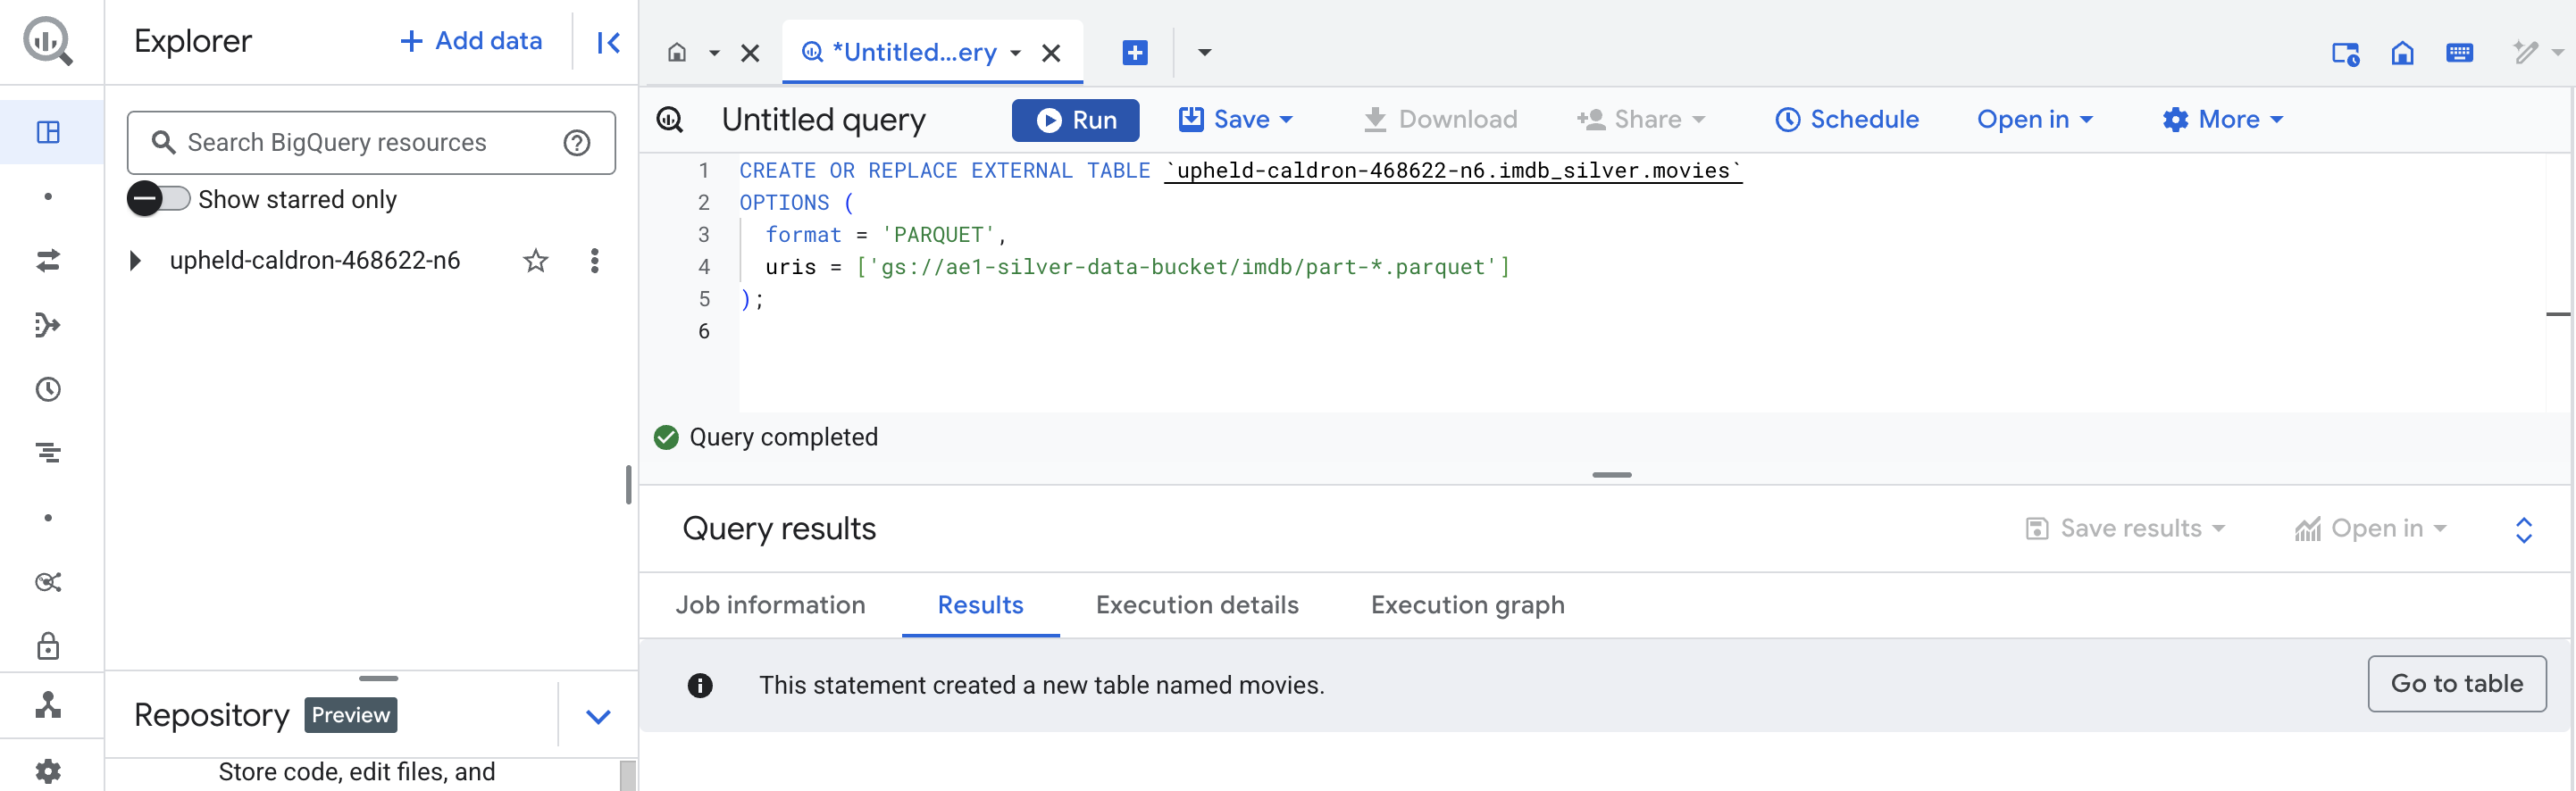 Explorer
+ Add data
Search BigQuery resources
Show starred only
upheld-caldron-468622-n6
Repository Preview
Store code, edit files, and
*Untitled...ery
Untitled query
Run
Save
Download
Share
Schedule
Open in
More
1 CREATE OR REPLACE EXTERNAL TABLE `upheld-caldron-468622-n6.imdb_silver.movies`
2 OPTIONS (
3 format = 'PARQUET',
4 uris = ['gs://ae1-silver-data-bucket/imdb/part-*.parquet']
5 );
6
Query completed
Query results
Save results
Open in
Job information
Results
Execution details
Execution graph
This statement created a new table named movies.
Go to table